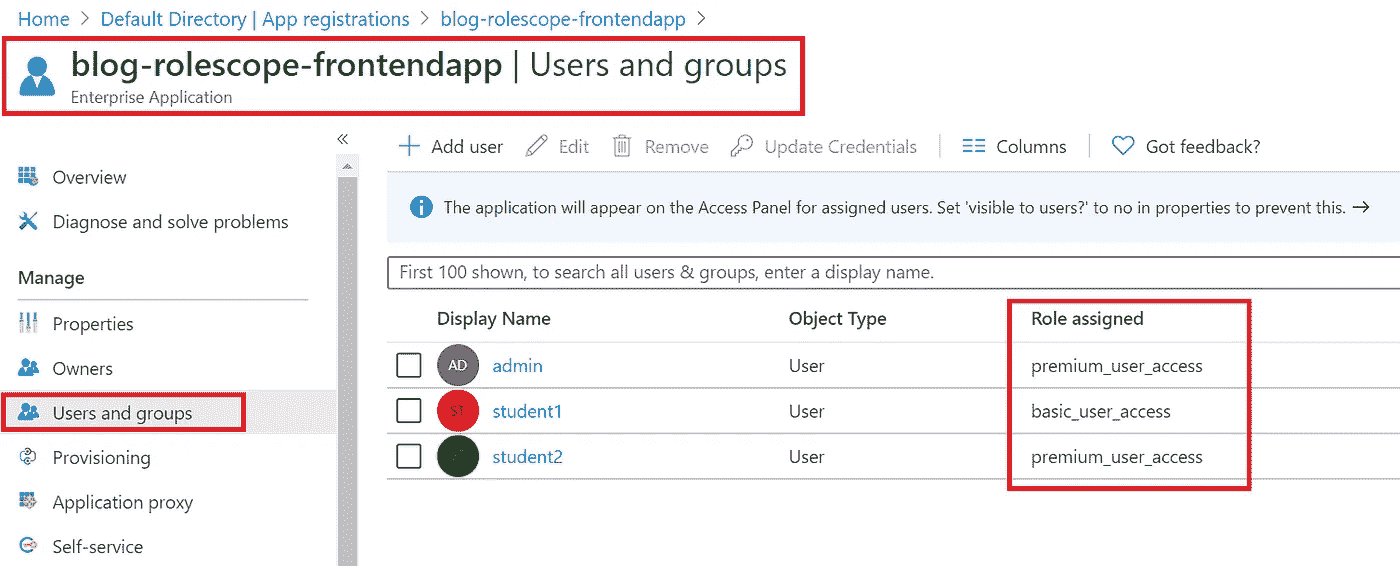 Home > Default Directory | App registrations > blog-rolescope-frontendapp >
blog-rolescope-frontendapp | Users and groups
Enterprise Application
Overview
Diagnose and solve problems
Manage
Properties
Owners
Users and groups
Provisioning
Application proxy
Self-service
Add user Edit Remove Update Credentials Columns Got feedback?
The application will appear on the Access Panel for assigned users. Set 'visible to users?' to no in properties to prevent this. →
First 100 shown, to search all users & groups, enter a display name.
Display Name Object Type Role assigned
AD admin User premium_user_access
ST student1 User basic_user_access
student2 User premium_user_access